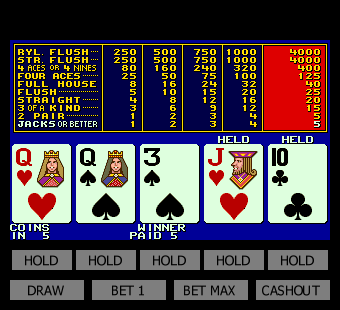 RYL. FLUSH 250 500 750 1000 4000
STR. FLUSH 250 500 750 1000 4000
4 ACES OR 4 NINES 80 160 240 320 400
FOUR ACES 25 50 75 100 125
FULL HOUSE 8 16 24 32 40
FLUSH 5 10 15 20 25
STRAIGHT 4 8 12 16 20
3 OF A KIND 3 6 9 12 15
2 PAIR 1 2 3 4 5
JACKS OR BETTER 1 2 3 4 5
HELD HELD
Q Q 3 J 10
COINS WINNER
IN 5 PAID 5
HOLD HOLD HOLD HOLD HOLD
DRAW BET 1 BET MAX CASHOUT